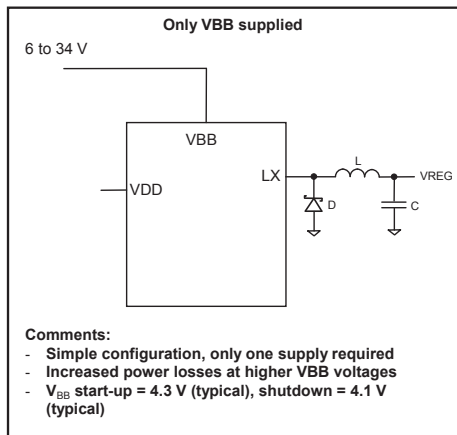 Only VBB supplied
6 to 34 V
VBB
LX
L
VREG
VDD
D
C
Comments:
- Simple configuration, only one supply required
- Increased power losses at higher VBB voltages
- VBB start-up = 4.3 V (typical), shutdown = 4.1 V
(typical)